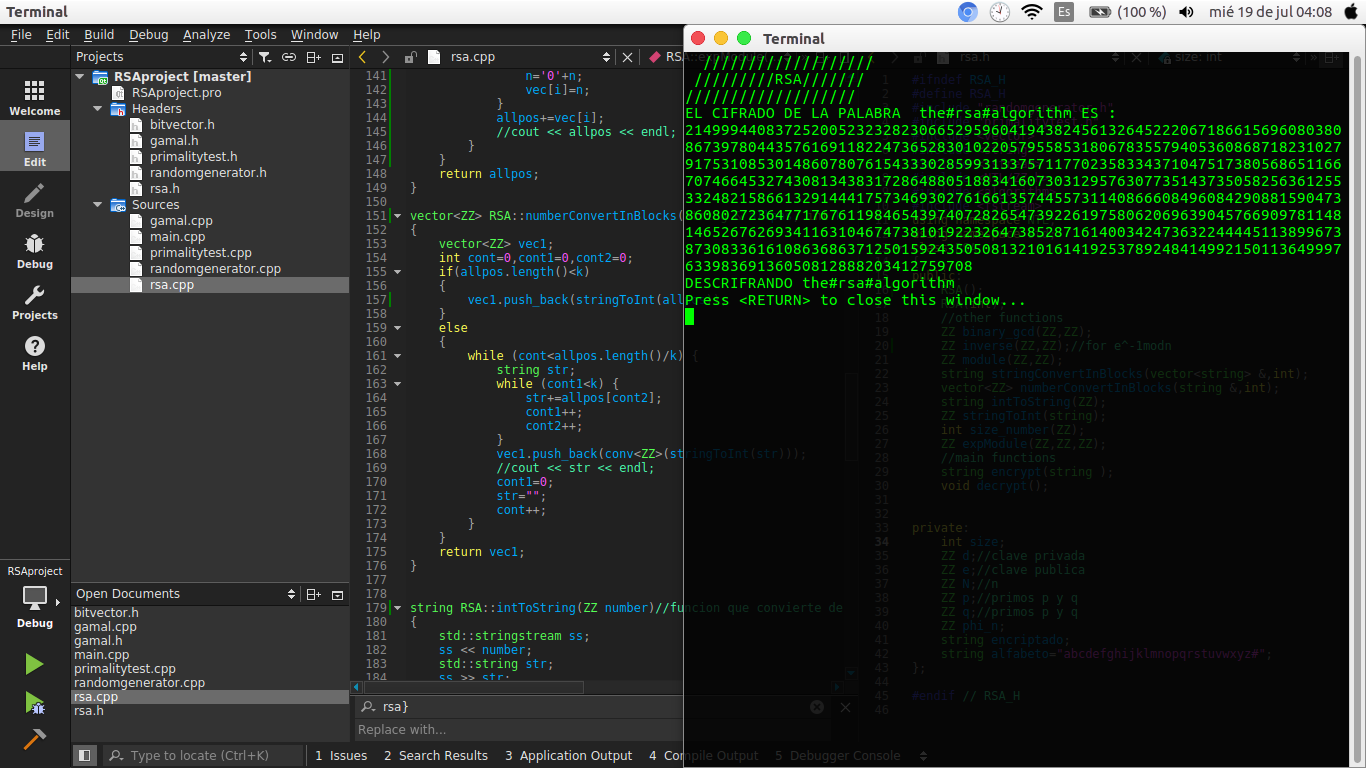 Terminal
Es
(100 %)
mié 19 de jul 04:08
File Edit Build Debug Analyze Tools Window Help
Projects
rsa.cpp
Terminal
Welcome
Edit
Design
Debug
Projects
Help
RSAproject
Debug
RSAproject [master]
RSAproject.pro
Headers
bitvector.h
gamal.h
primalitytest.h
randomgenerator.h
rsa.h
Sources
gamal.cpp
main.cpp
primalitytest.cpp
randomgenerator.cpp
rsa.cpp
Open Documents
bitvector.h
gamal.cpp
gamal.h
main.cpp
primalitytest.cpp
randomgenerator.cpp
rsa.cpp
rsa.h
141 n='0'+n;
142 vec[i]=n;
143 }
144 allpos+=vec[i];
145 //cout << allpos << endl;
146 }
147 }
148 return allpos;
149 }
150
151 vector<ZZ> RSA::numberConvertInBlocks(
152 {
153 vector<ZZ> vec1;
154 int cont=0,cont1=0,cont2=0;
155 if(allpos.length()<k)
156 {
157 vec1.push_back(stringToInt(all
158 }
159 else
160 {
161 while (cont<allpos.length()/k) {
162 string str;
163 while (cont1<k) {
164 str+=allpos[cont2];
165 cont1++;
166 cont2++;
167 }
168 vec1.push_back(conv<ZZ>(stringToInt(str)));
169 //cout << str << endl;
170 cont1=0;
171 str="";
172 cont++;
173 }
174 }
175 return vec1;
176 }
177
178
179 string RSA::intToString(ZZ number)//funcion que convierte de
180 {
181 std::stringstream ss;
182 ss << number;
183 std::string str;
184 ss >> str;
rsa}
Replace with...
Type to locate (Ctrl+K)
1 Issues 2 Search Results 3 Application Output 4 Compile Output 5 Debugger Console
///////////////////
/////////RSA///////
///////////////////
EL CIFRADO DE LA PALABRA the#rsa#algorithm ES :
DESCRIFRANDO the#rsa#algorithm
Press <RETURN> to close this window...
rsa.h
size: int
1 #ifndef RSA_H
2 #define RSA_H
18 //other functions
19 ZZ binary_gcd(ZZ,ZZ);
20 ZZ inverse(ZZ,ZZ);//for e^-1modn
21 ZZ module(ZZ,ZZ);
22 string stringConvertInBlocks(vector<string> &,int);
23 vector<ZZ> numberConvertInBlocks(string &,int);
24 string intToString(ZZ);
25 ZZ stringToInt(string);
26 int size_number(ZZ);
27 ZZ expModule(ZZ,ZZ,ZZ);
28 //main functions
29 string encrypt(string );
30 void decrypt();
31
32
33 private:
34 int size;
35 ZZ d;//clave privada
36 ZZ e;//clave publica
37 ZZ N;//n
38 ZZ p;//primos p y q
39 ZZ q;//primos p y q
40 ZZ phi_n;
41 string encriptado;
42 string alfabeto="abcdefghijklmnopqrstuvwxyz#";
43 };
44
45 #endif // RSA_H
46